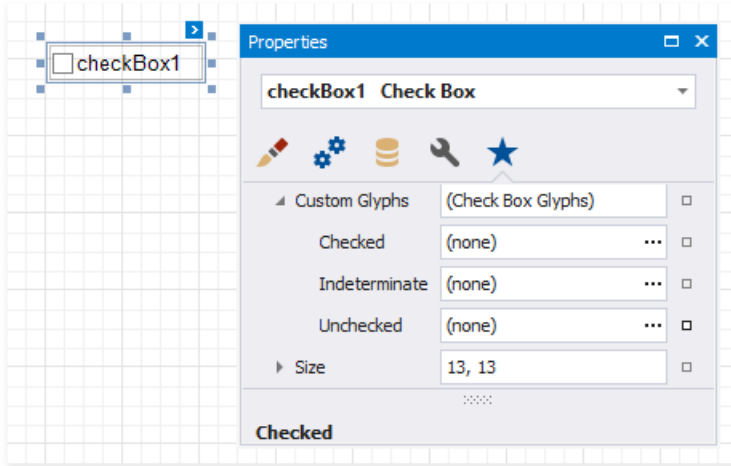 checkBox1
Properties
checkBox1 Check Box
Custom Glyphs (Check Box Glyphs)
Checked (none) ...
Indeterminate (none) ...
Unchecked (none) ...
Size 13, 13
Checked